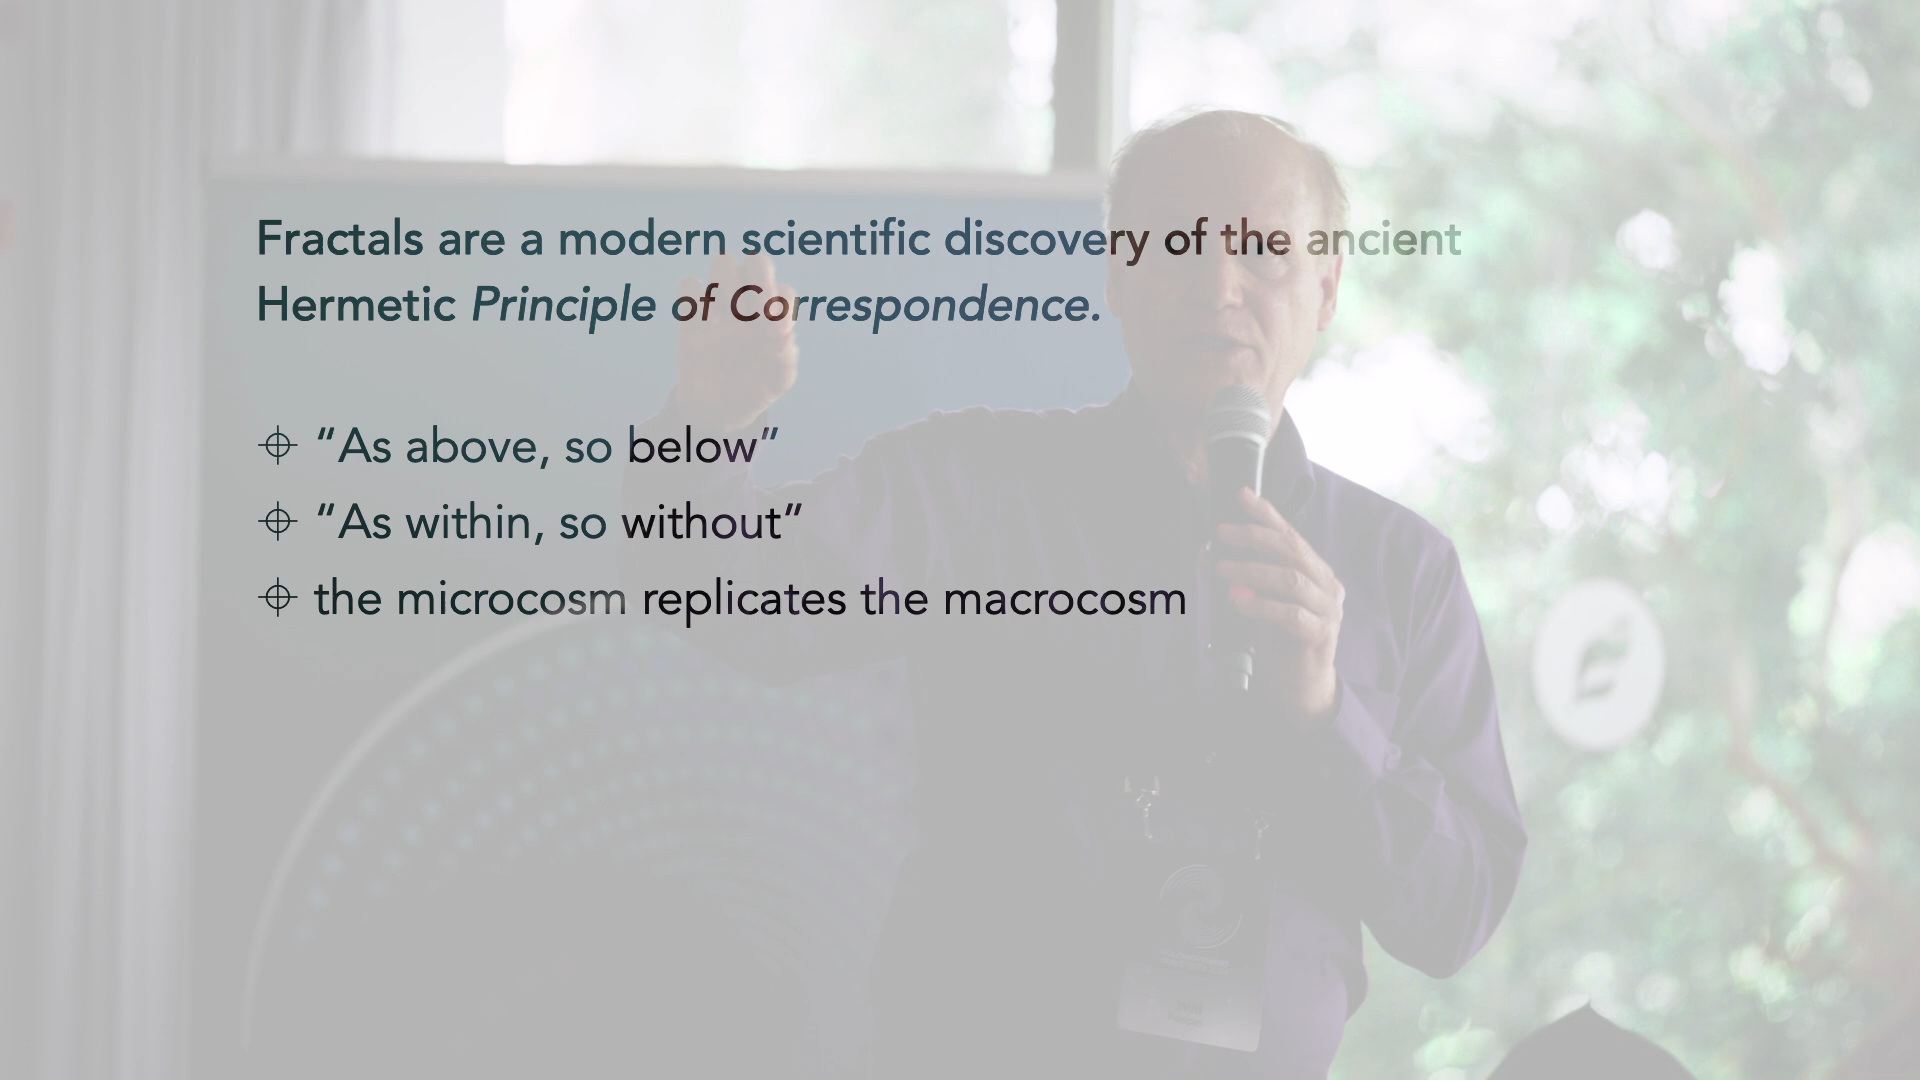 Fractals are a modern scientific discovery of the ancient
Hermetic Principle of Correspondence.
“As above, so below”
“As within, so without”
the microcosm replicates the macrocosm